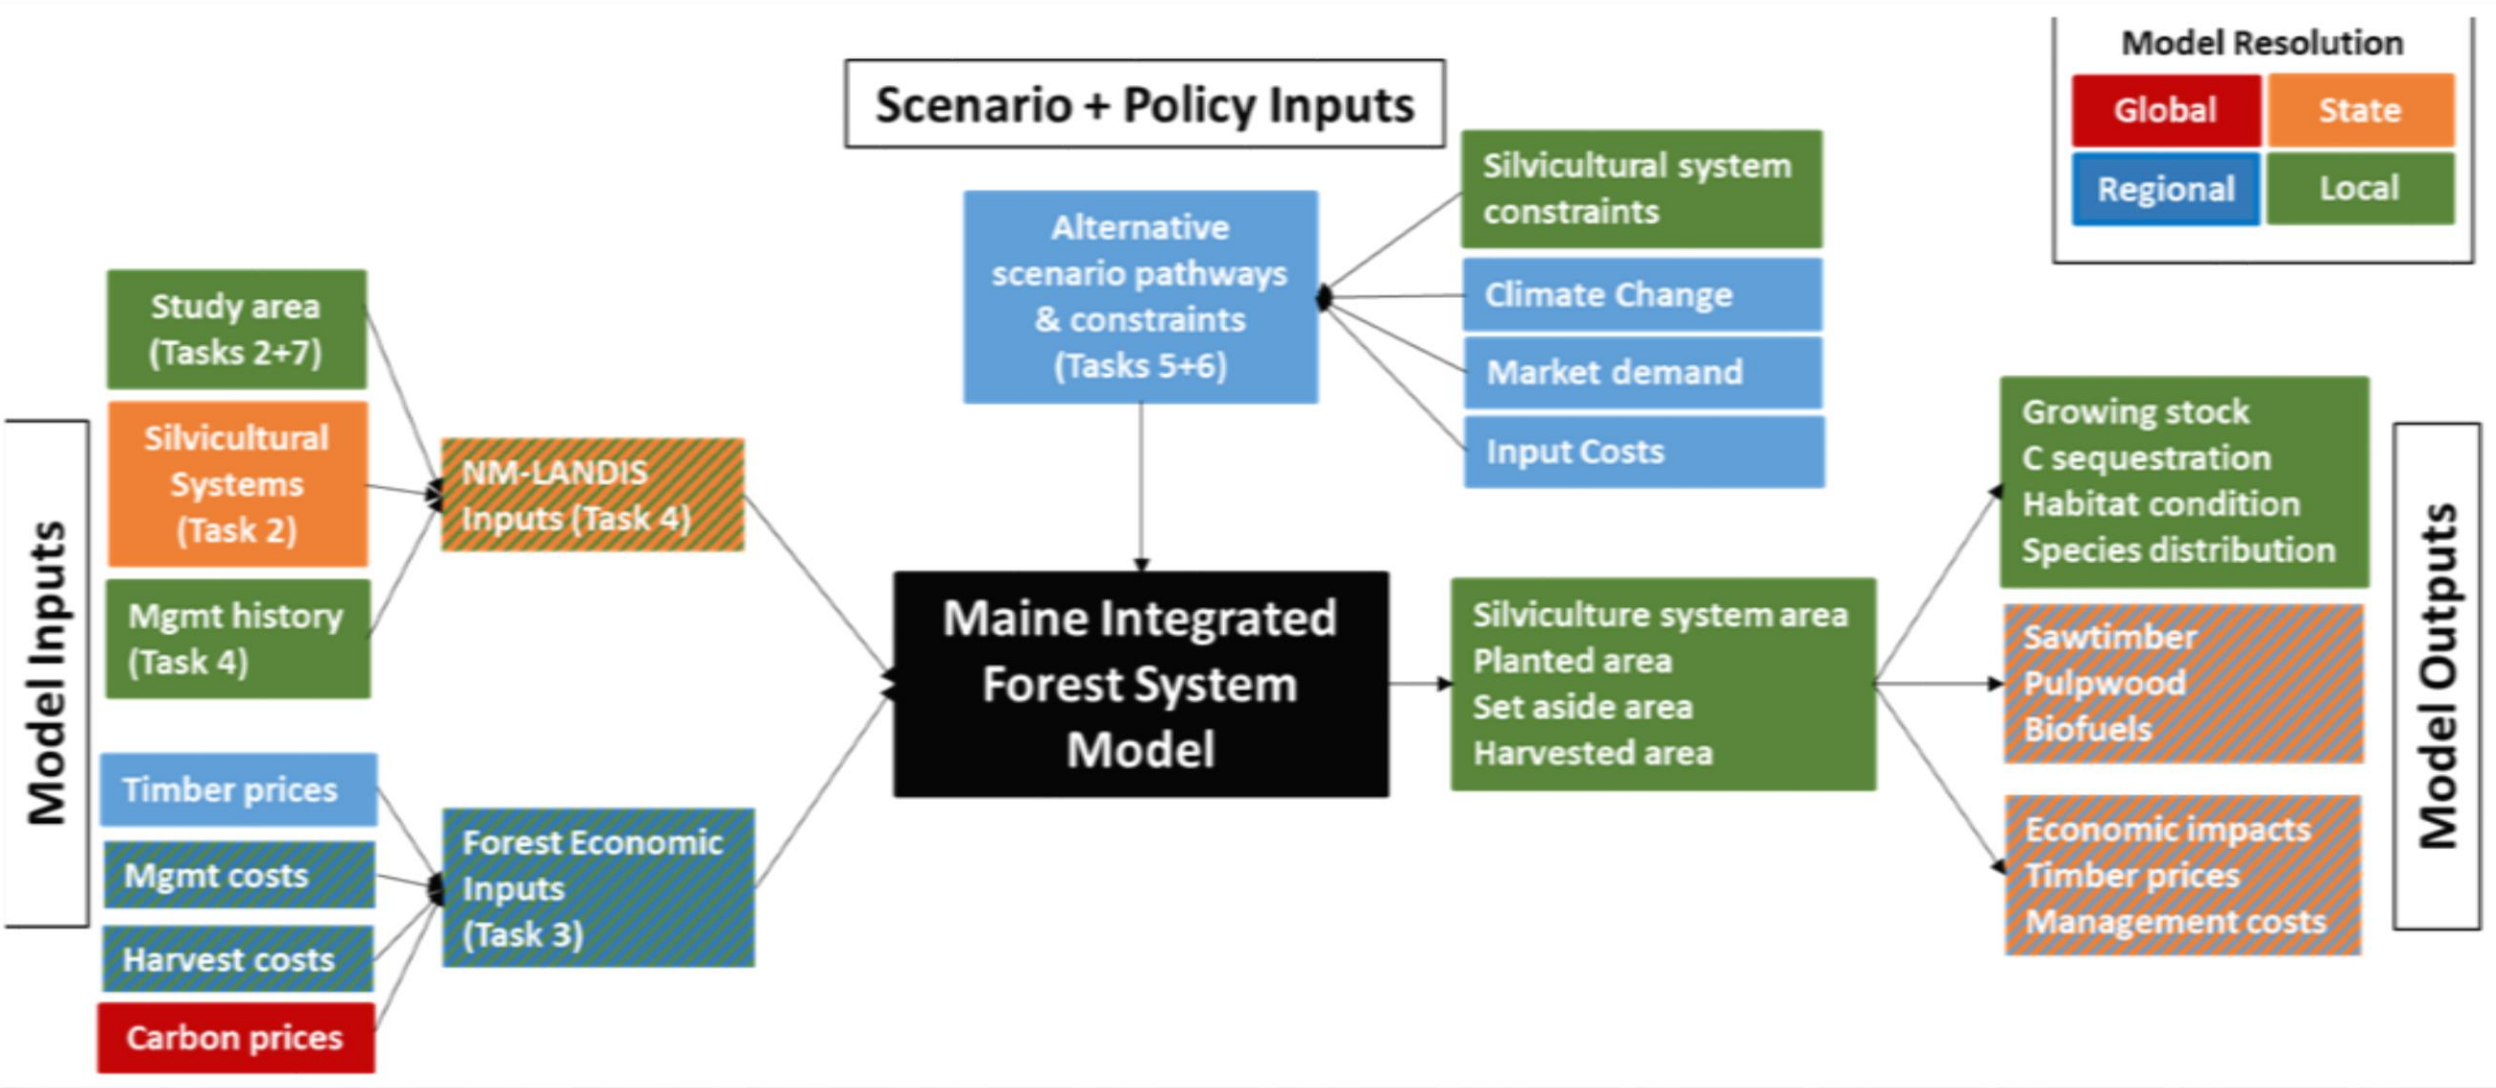 Scenario + Policy Inputs
Model Resolution
Global
State
Regional
Local
Model Inputs
Study area
(Tasks 2+7)
Silvicultural
Systems
(Task 2)
Mgmt history
(Task 4)
Timber prices
Mgmt costs
Harvest costs
Carbon prices
NM-LANDIS
Inputs (Task 4)
Forest Economic
Inputs
(Task 3)
Alternative
scenario pathways
& constraints
(Tasks 5+6)
Silvicultural system
constraints
Climate Change
Market demand
Input Costs
Maine Integrated
Forest System
Model
Silviculture system area
Planted area
Set aside area
Harvested area
Growing stock
C sequestration
Habitat condition
Species distribution
Sawtimber
Pulpwood
Biofuels
Economic impacts
Timber prices
Management costs
Model Outputs